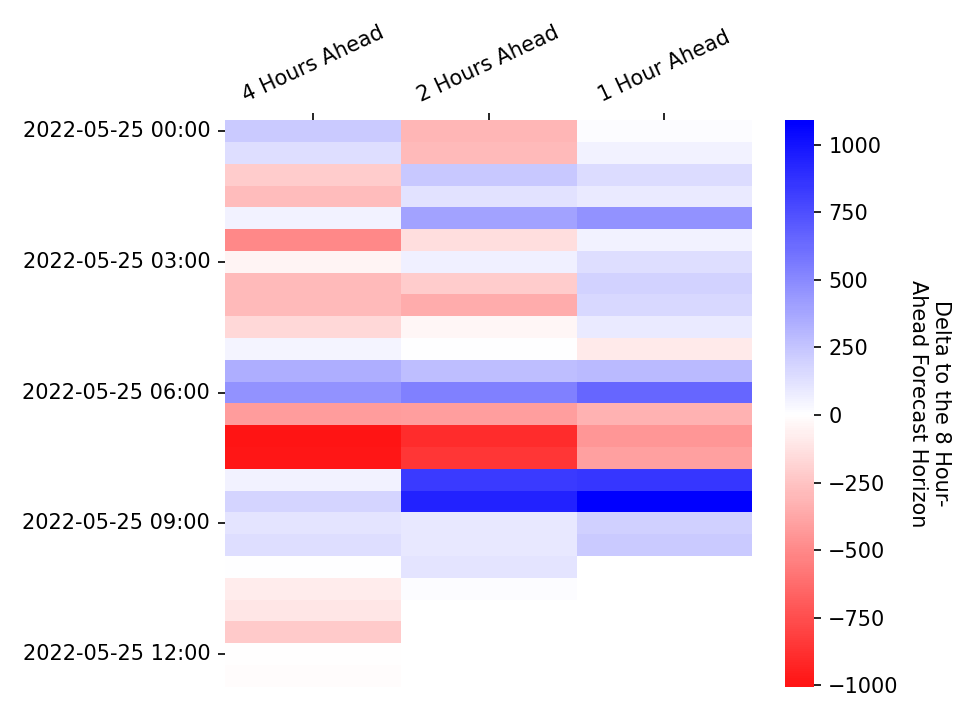 4 Hours Ahead
2 Hours Ahead
1 Hour Ahead
2022-05-25 00:00
2022-05-25 03:00
2022-05-25 06:00
2022-05-25 09:00
2022-05-25 12:00
1000
750
500
250
0
−250
−500
−750
−1000
Delta to the 8 Hour-
Ahead Forecast Horizon